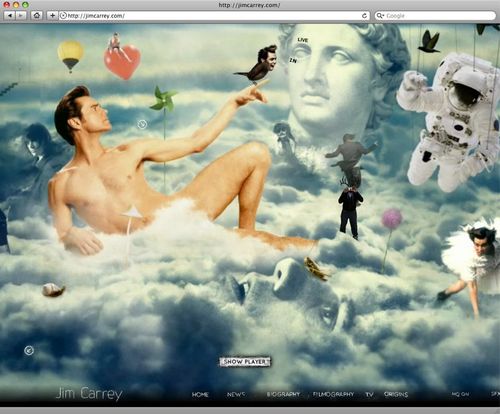 http://jimcarrey.com/
http://jimcarrey.com/
Google
LIVE
IN
SHOW PLAYER
Jim Carrey
HOME
NEWS
BIOGRAPHY
FILMOGRAPHY
TV
ORIGINS